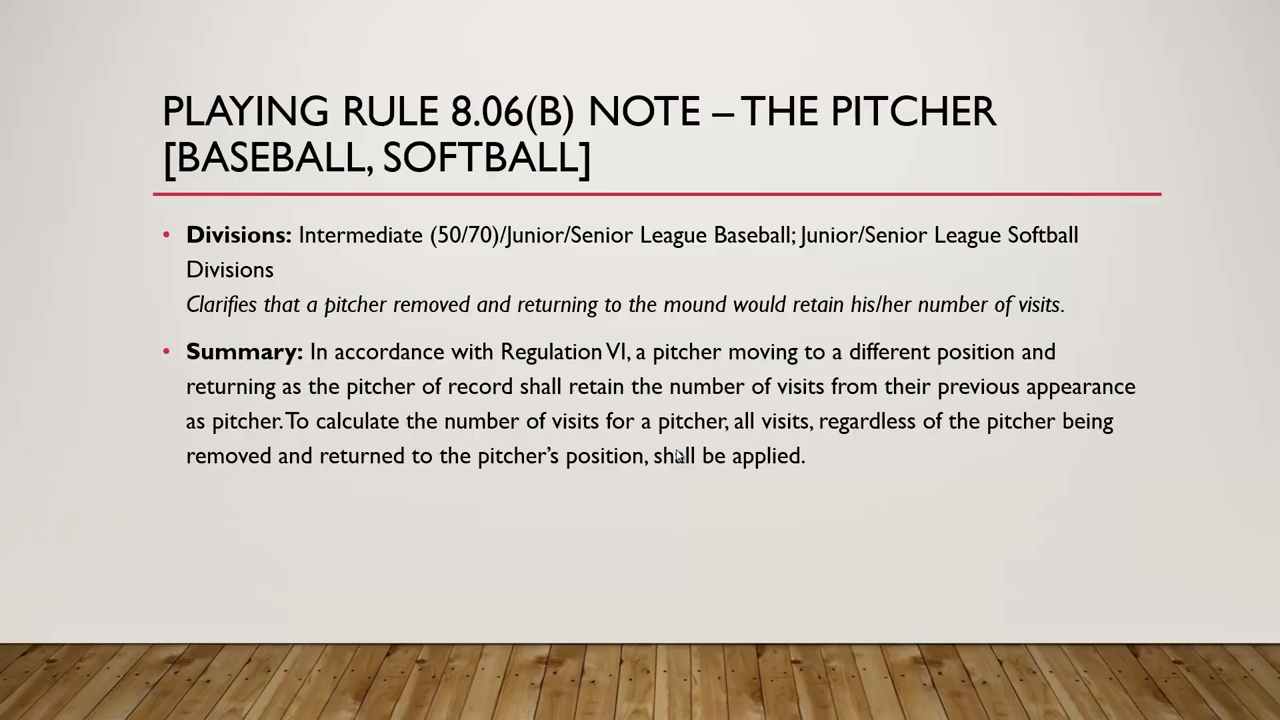 PLAYING RULE 8.06(B) NOTE – THE PITCHER
[BASEBALL, SOFTBALL]
• Divisions: Intermediate (50/70)/Junior/Senior League Baseball; Junior/Senior League Softball
Divisions
Clarifies that a pitcher removed and returning to the mound would retain his/her number of visits.
• Summary: In accordance with Regulation VI, a pitcher moving to a different position and
returning as the pitcher of record shall retain the number of visits from their previous appearance
as pitcher. To calculate the number of visits for a pitcher, all visits, regardless of the pitcher being
removed and returned to the pitcher’s position, shall be applied.